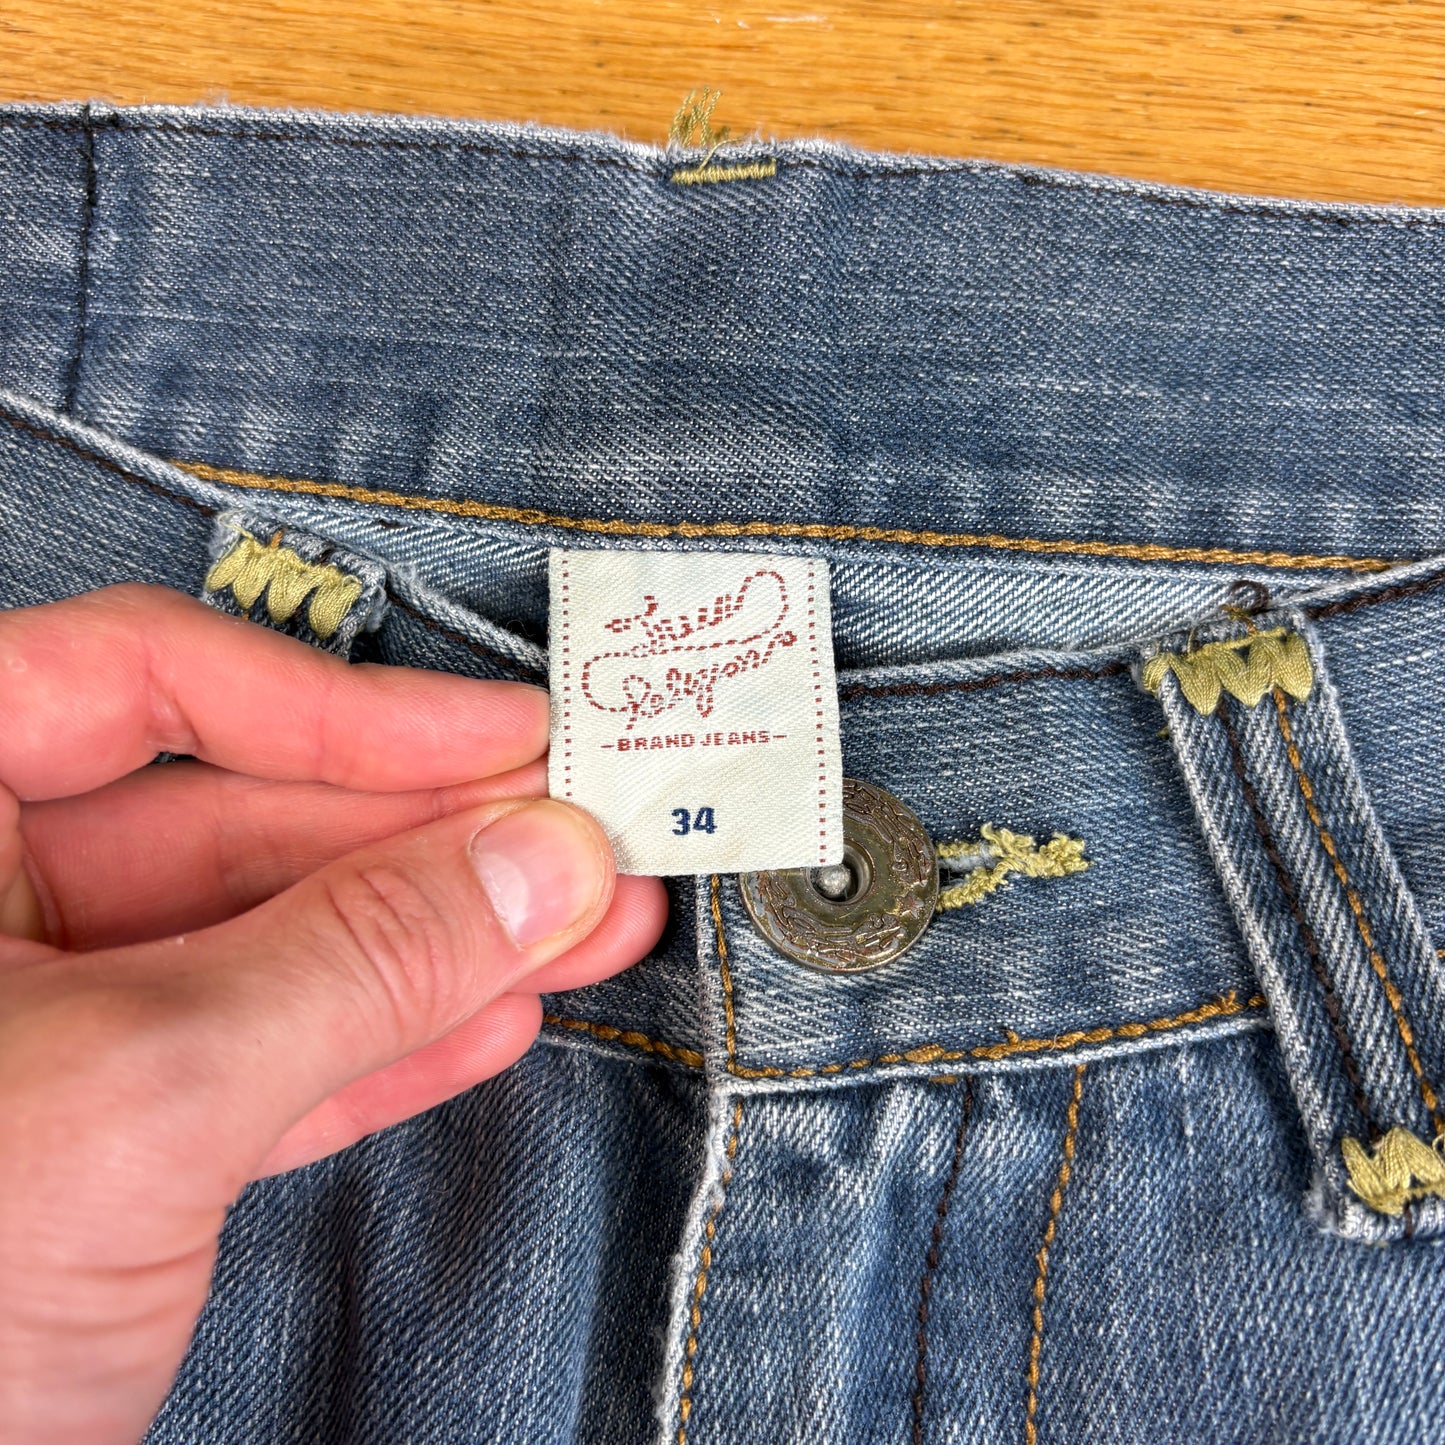 True
Religion
-BRAND JEANS-
34